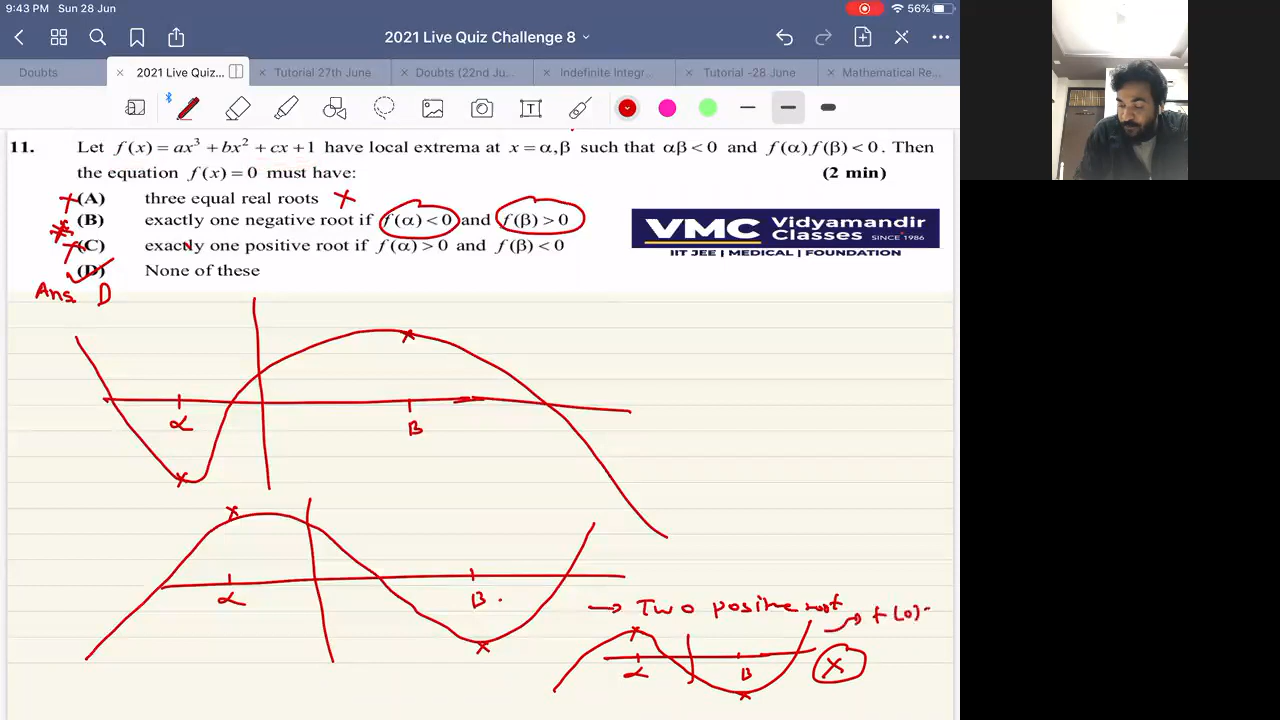 9:43 PM Sun 28 Jun
56%
2021 Live Quiz Challenge 8
Doubts
2021 Live Quiz...
Tutorial 27th June
Doubts (22nd Ju...
Indefinite Integr...
Tutorial -28 June
Mathematical Re...
11. Let f(x) = ax³ + bx² + cx + 1 have local extrema at x = α, β such that αβ < 0 and f(α) f(β) < 0. Then
the equation f(x) = 0 must have: (2 min)
(A) three equal real roots
(B) exactly one negative root if f(α) < 0 and f(β) > 0
(C) exactly one positive root if f(α) > 0 and f(β) < 0
(D) None of these
VMC Vidyamandir Classes SINCE 1986
IIT JEE | MEDICAL | FOUNDATION
Ans. D
α
β
α
β
→ Two positive root
f(0)
α
β